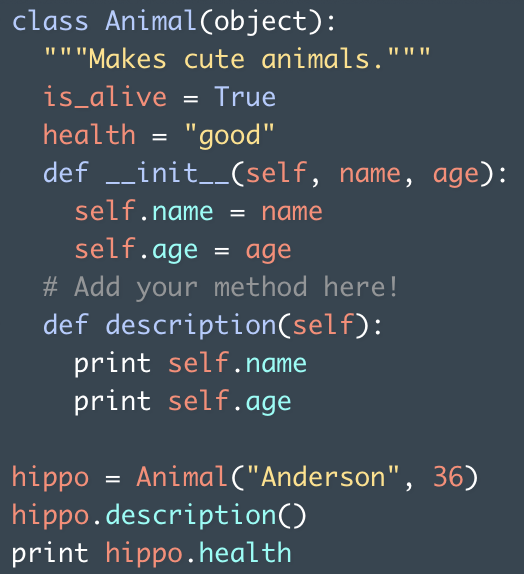 class Animal(object):
  """Makes cute animals."""
  is_alive = True
  health = "good"
  def __init__(self, name, age):
    self.name = name
    self.age = age
  # Add your method here!
  def description(self):
    print self.name
    print self.age

hippo = Animal("Anderson", 36)
hippo.description()
print hippo.health